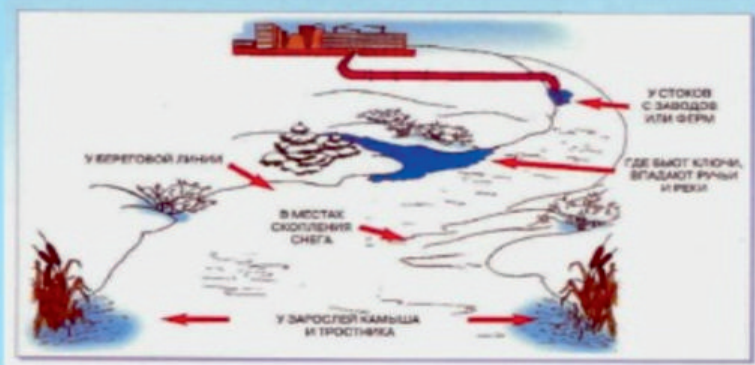 У СТОКОВ
С ЗАВОДОВ
ИЛИ ФЕРМ
У БЕРЕГОВОЙ ЛИНИИ
ГДЕ БЬЮТ КЛЮЧИ,
ВПАДАЮТ РУЧЬИ
И РЕКИ
В МЕСТАХ
СКОПЛЕНИЯ
СНЕГА
У ЗАРОСЛЕЙ КАМЫША
И ТРОСТНИКА